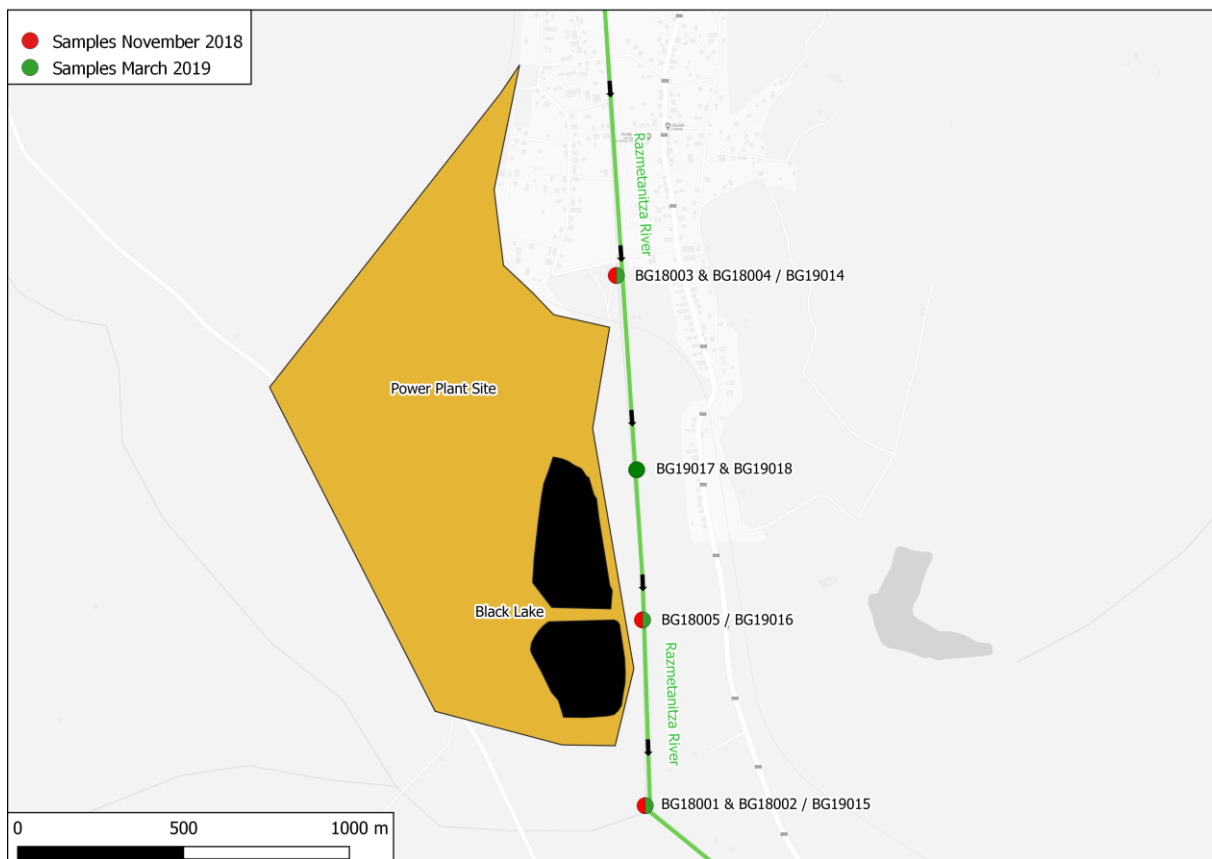 Samples November 2018
Samples March 2019
Razmetanitza River
BG18003 & BG18004 / BG19014
Power Plant Site
BG19017 & BG19018
Black Lake
BG18005 / BG19016
Razmetanitza River
BG18001 & BG18002 / BG19015
0 500 1000 m